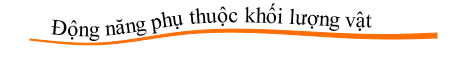 Động năng phụ thuộc khối lượng vật